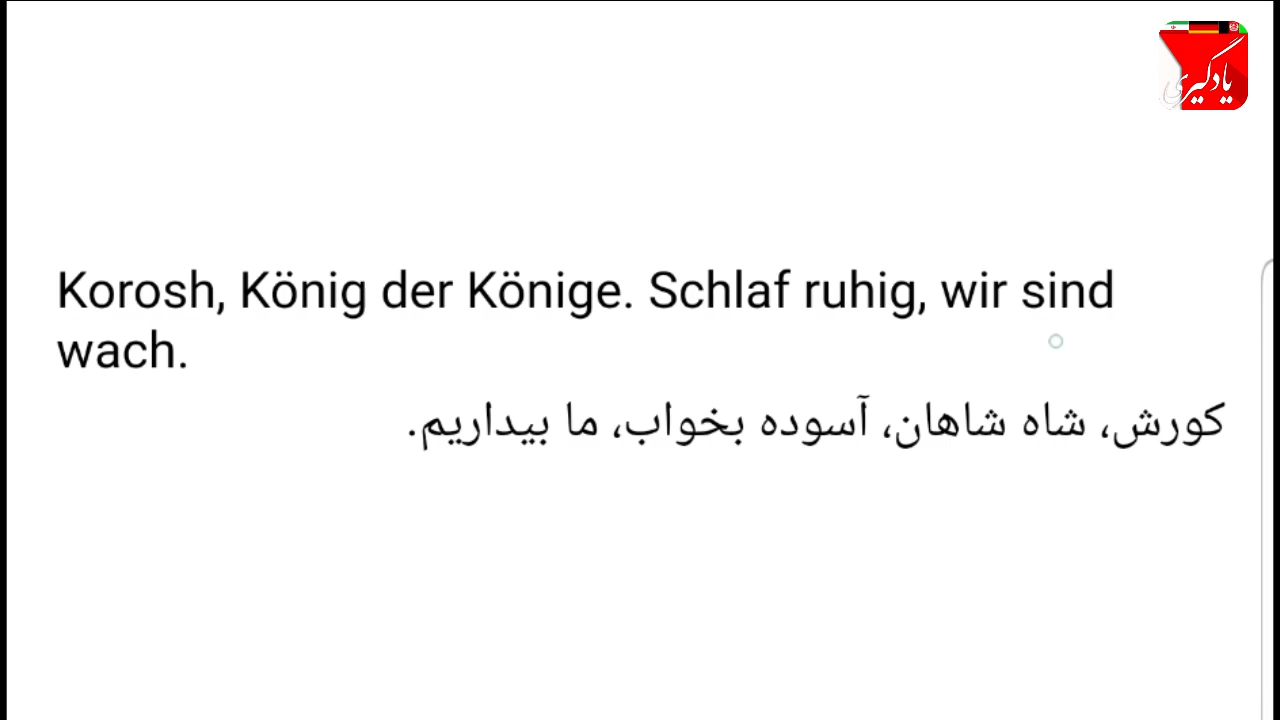 یادگیری
Korosh, König der Könige. Schlaf ruhig, wir sind
wach.
کورش، شاه شاهان، آسوده بخواب، ما بیداریم.